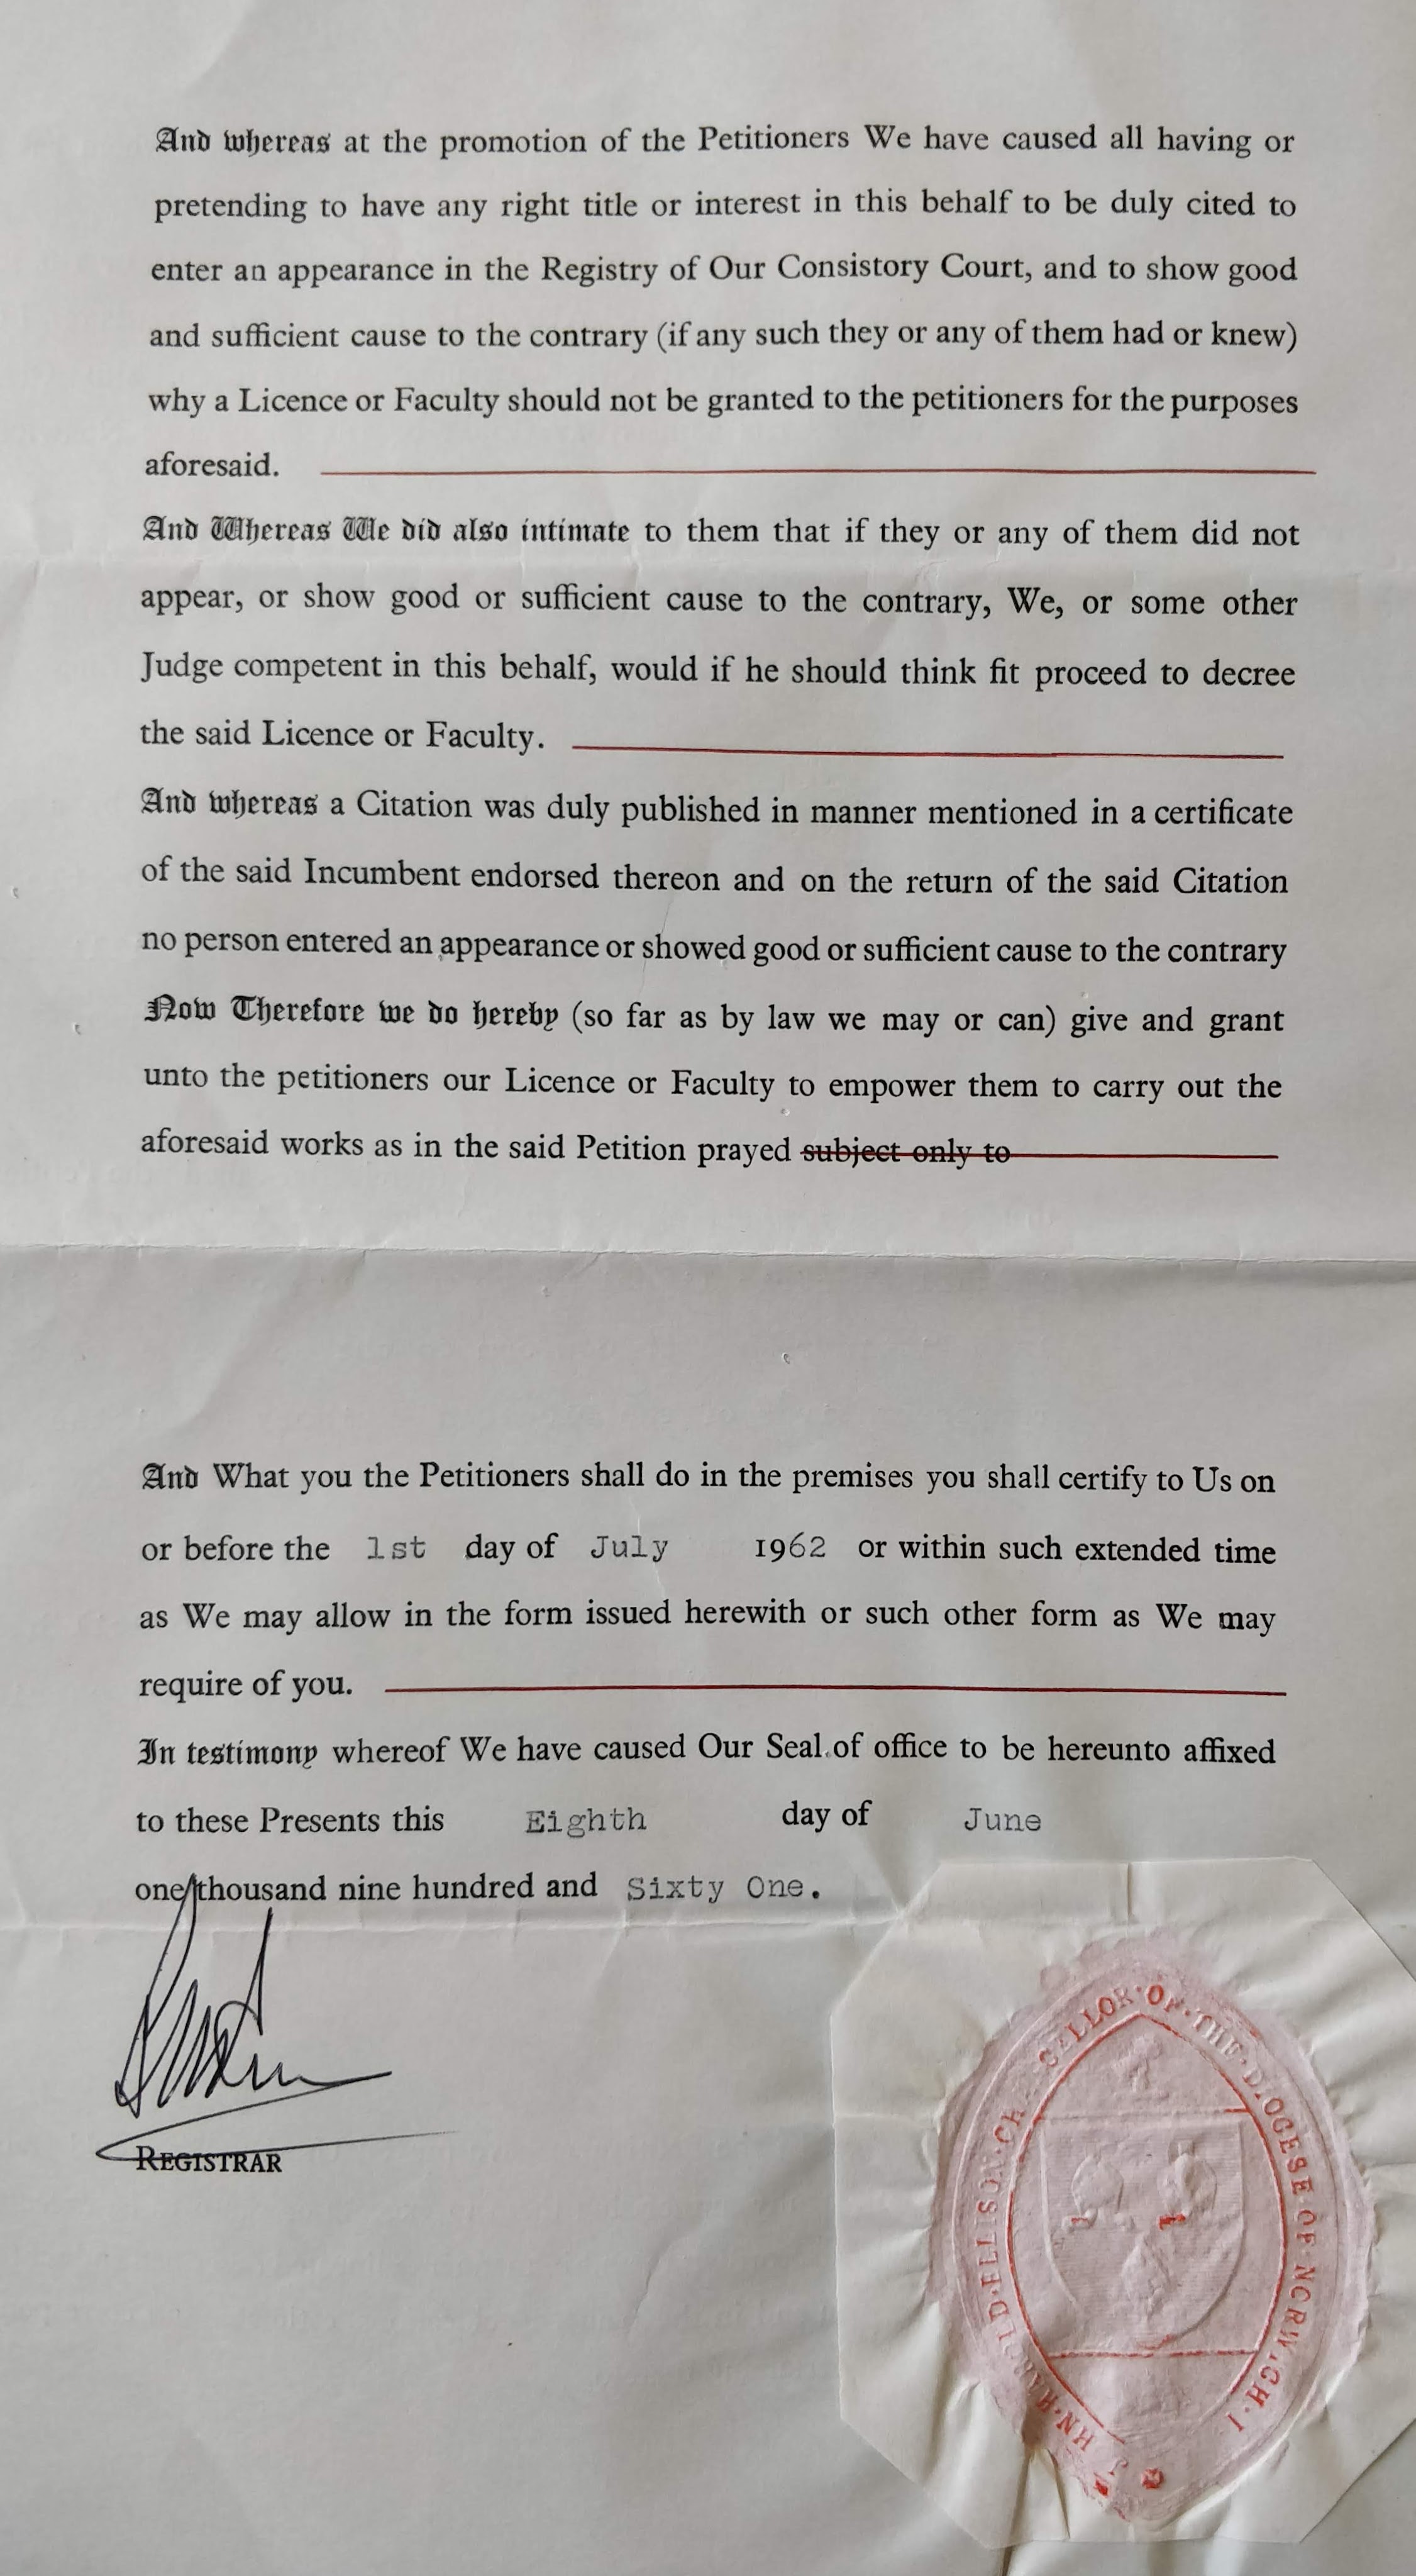 And whereas at the promotion of the Petitioners We have caused all having or
pretending to have any right title or interest in this behalf to be duly cited to
enter an appearance in the Registry of Our Consistory Court, and to show good
and sufficient cause to the contrary (if any such they or any of them had or knew)
why a Licence or Faculty should not be granted to the petitioners for the purposes
aforesaid.
And Whereas We did also intimate to them that if they or any of them did not
appear, or show good or sufficient cause to the contrary, We, or some other
Judge competent in this behalf, would if he should think fit proceed to decree
the said Licence or Faculty.
And whereas a Citation was duly published in manner mentioned in a certificate
of the said Incumbent endorsed thereon and on the return of the said Citation
no person entered an appearance or showed good or sufficient cause to the contrary
Now Therefore we do hereby (so far as by law we may or can) give and grant
unto the petitioners our Licence or Faculty to empower them to carry out the
aforesaid works as in the said Petition prayed subject only to
And What you the Petitioners shall do in the premises you shall certify to Us on
or before the 1st day of July 1962 or within such extended time
as We may allow in the form issued herewith or such other form as We may
require of you.
In testimony whereof We have caused Our Seal of office to be hereunto affixed
to these Presents this Eighth day of June
one thousand nine hundred and Sixty One.
REGISTRAR
HAROLD·ELLISON·CHANCELLOR·OF·THE·DIOCESE·OF·NORWICH·